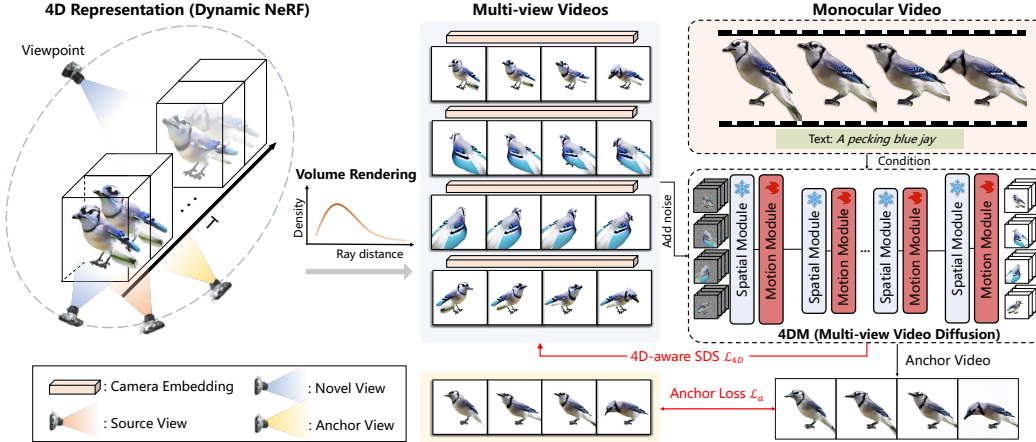 4D Representation (Dynamic NeRF)
Viewpoint
T
Volume Rendering
Density
Ray distance
Multi-view Videos
Add noise
Monocular Video
Text: A pecking blue jay
Condition
Spatial Module
Motion Module
Spatial Module
Motion Module
...
Spatial Module
Motion Module
Spatial Module
Motion Module
4DM (Multi-view Video Diffusion)
4D-aware SDS ℒ4D
Anchor Video
Anchor Loss ℒa
: Camera Embedding
: Novel View
: Source View
: Anchor View